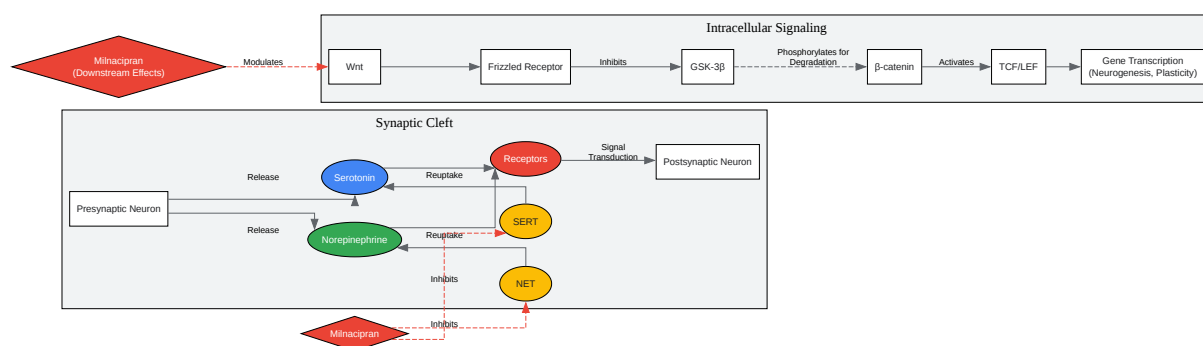 Intracellular Signaling
Milnacipran
(Downstream Effects)
Modulates
Wnt
Frizzled Receptor
Inhibits
GSK-3β
Phosphorylates for
Degradation
β-catenin
Activates
TCF/LEF
Gene Transcription
(Neurogenesis, Plasticity)
Synaptic Cleft
Presynaptic Neuron
Release
Release
Serotonin
Norepinephrine
Reuptake
Reuptake
Receptors
Signal
Transduction
Postsynaptic Neuron
SERT
NET
Inhibits
Inhibits
Milnacipran